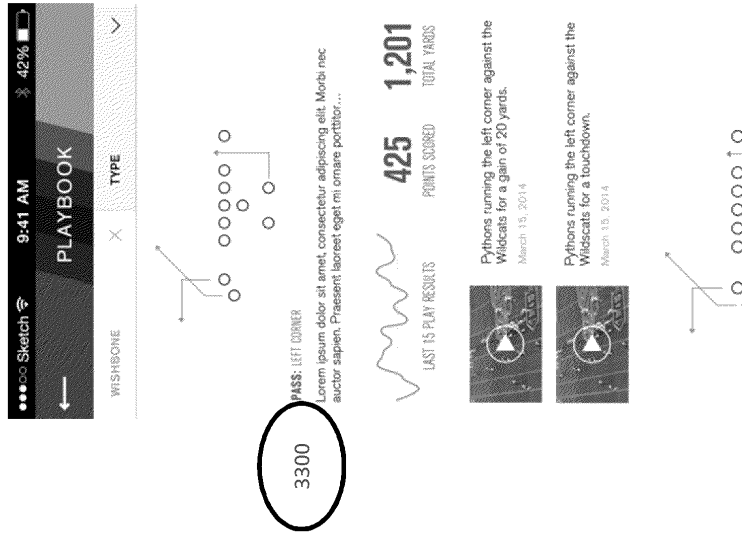 ●●●○○ Sketch 9:41 AM 42%
PLAYBOOK
WISHBONE × TYPE
PASS: LEFT CORNER
Lorem ipsum dolor sit amet, consectetur adipiscing elit. Morbi nec
auctor sapien. Praesent laoreet eget mi ornare porttitor...
3300
425 1,201
LAST 15 PLAY RESULTS POINTS SCORED TOTAL YARDS
Pythons running the left corner against the
Wildcats for a gain of 20 yards.
March 15, 2014
Pythons running the left corner against the
Wildscats for a touchdown.
March 15, 2014